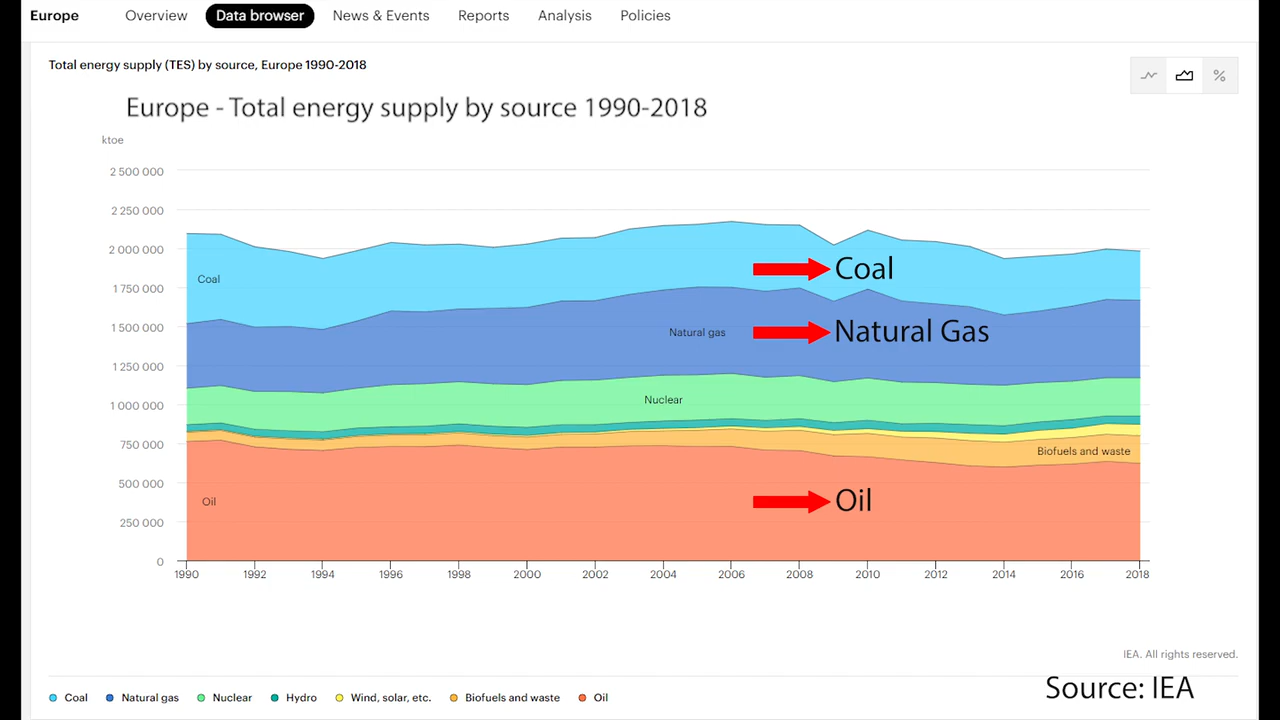 Europe Overview Data browser News & Events Reports Analysis Policies
Total energy supply (TES) by source, Europe 1990-2018
%
Europe - Total energy supply by source 1990-2018
ktoe
2 500 000
2 250 000
2 000 000
1 750 000
1 500 000
1 250 000
1 000 000
750 000
500 000
250 000
0
Coal
Coal
Natural gas
Natural Gas
Nuclear
Biofuels and waste
Oil
Oil
1990 1992 1994 1996 1998 2000 2002 2004 2006 2008 2010 2012 2014 2016 2018
IEA. All rights reserved.
Source: IEA
Coal Natural gas Nuclear Hydro Wind, solar, etc. Biofuels and waste Oil